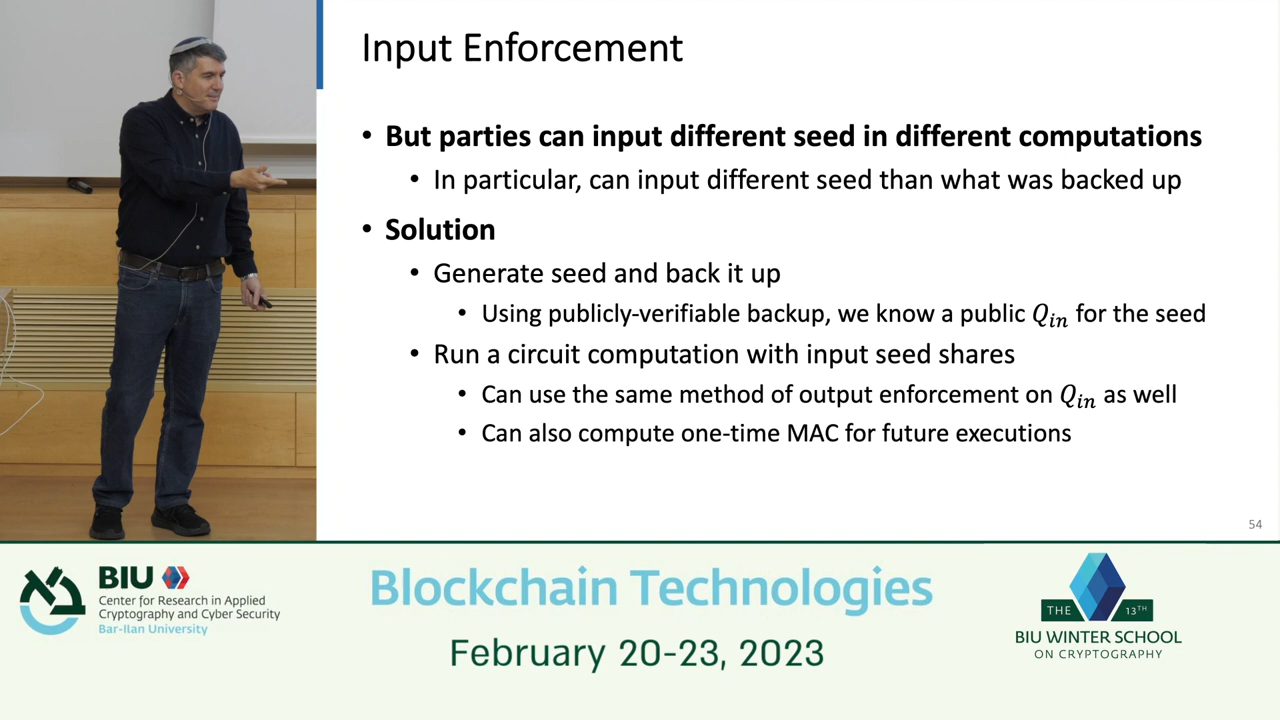 Input Enforcement
• But parties can input different seed in different computations
• In particular, can input different seed than what was backed up
• Solution
• Generate seed and back it up
• Using publicly-verifiable backup, we know a public Q_in for the seed
• Run a circuit computation with input seed shares
• Can use the same method of output enforcement on Q_in as well
• Can also compute one-time MAC for future executions
54
BIU
Center for Research in Applied
Cryptography and Cyber Security
Bar-Ilan University
Blockchain Technologies
February 20-23, 2023
THE 13TH
BIU WINTER SCHOOL
ON CRYPTOGRAPHY